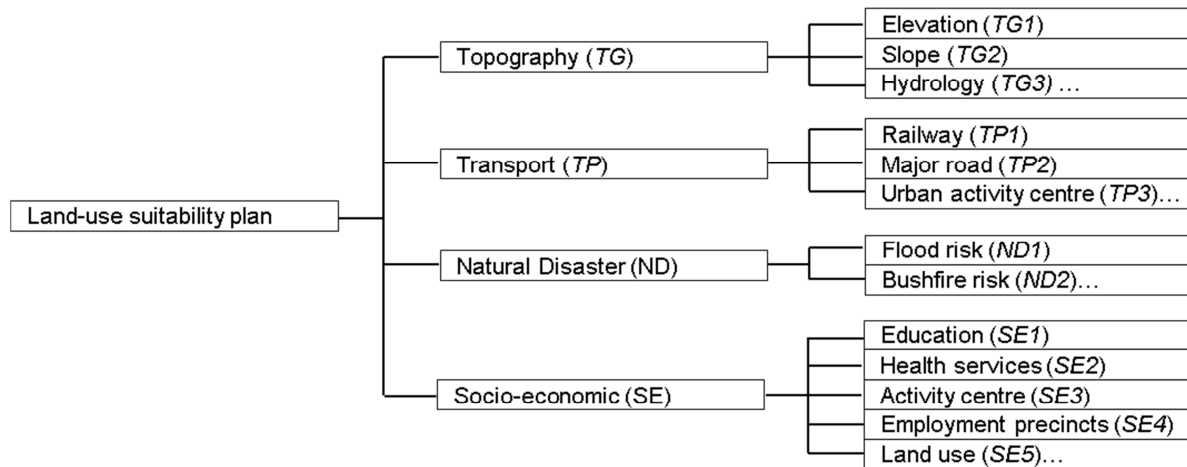 Land-use suitability plan
Topography (TG)
Elevation (TG1)
Slope (TG2)
Hydrology (TG3) …
Transport (TP)
Railway (TP1)
Major road (TP2)
Urban activity centre (TP3)…
Natural Disaster (ND)
Flood risk (ND1)
Bushfire risk (ND2)…
Socio-economic (SE)
Education (SE1)
Health services (SE2)
Activity centre (SE3)
Employment precincts (SE4)
Land use (SE5)…